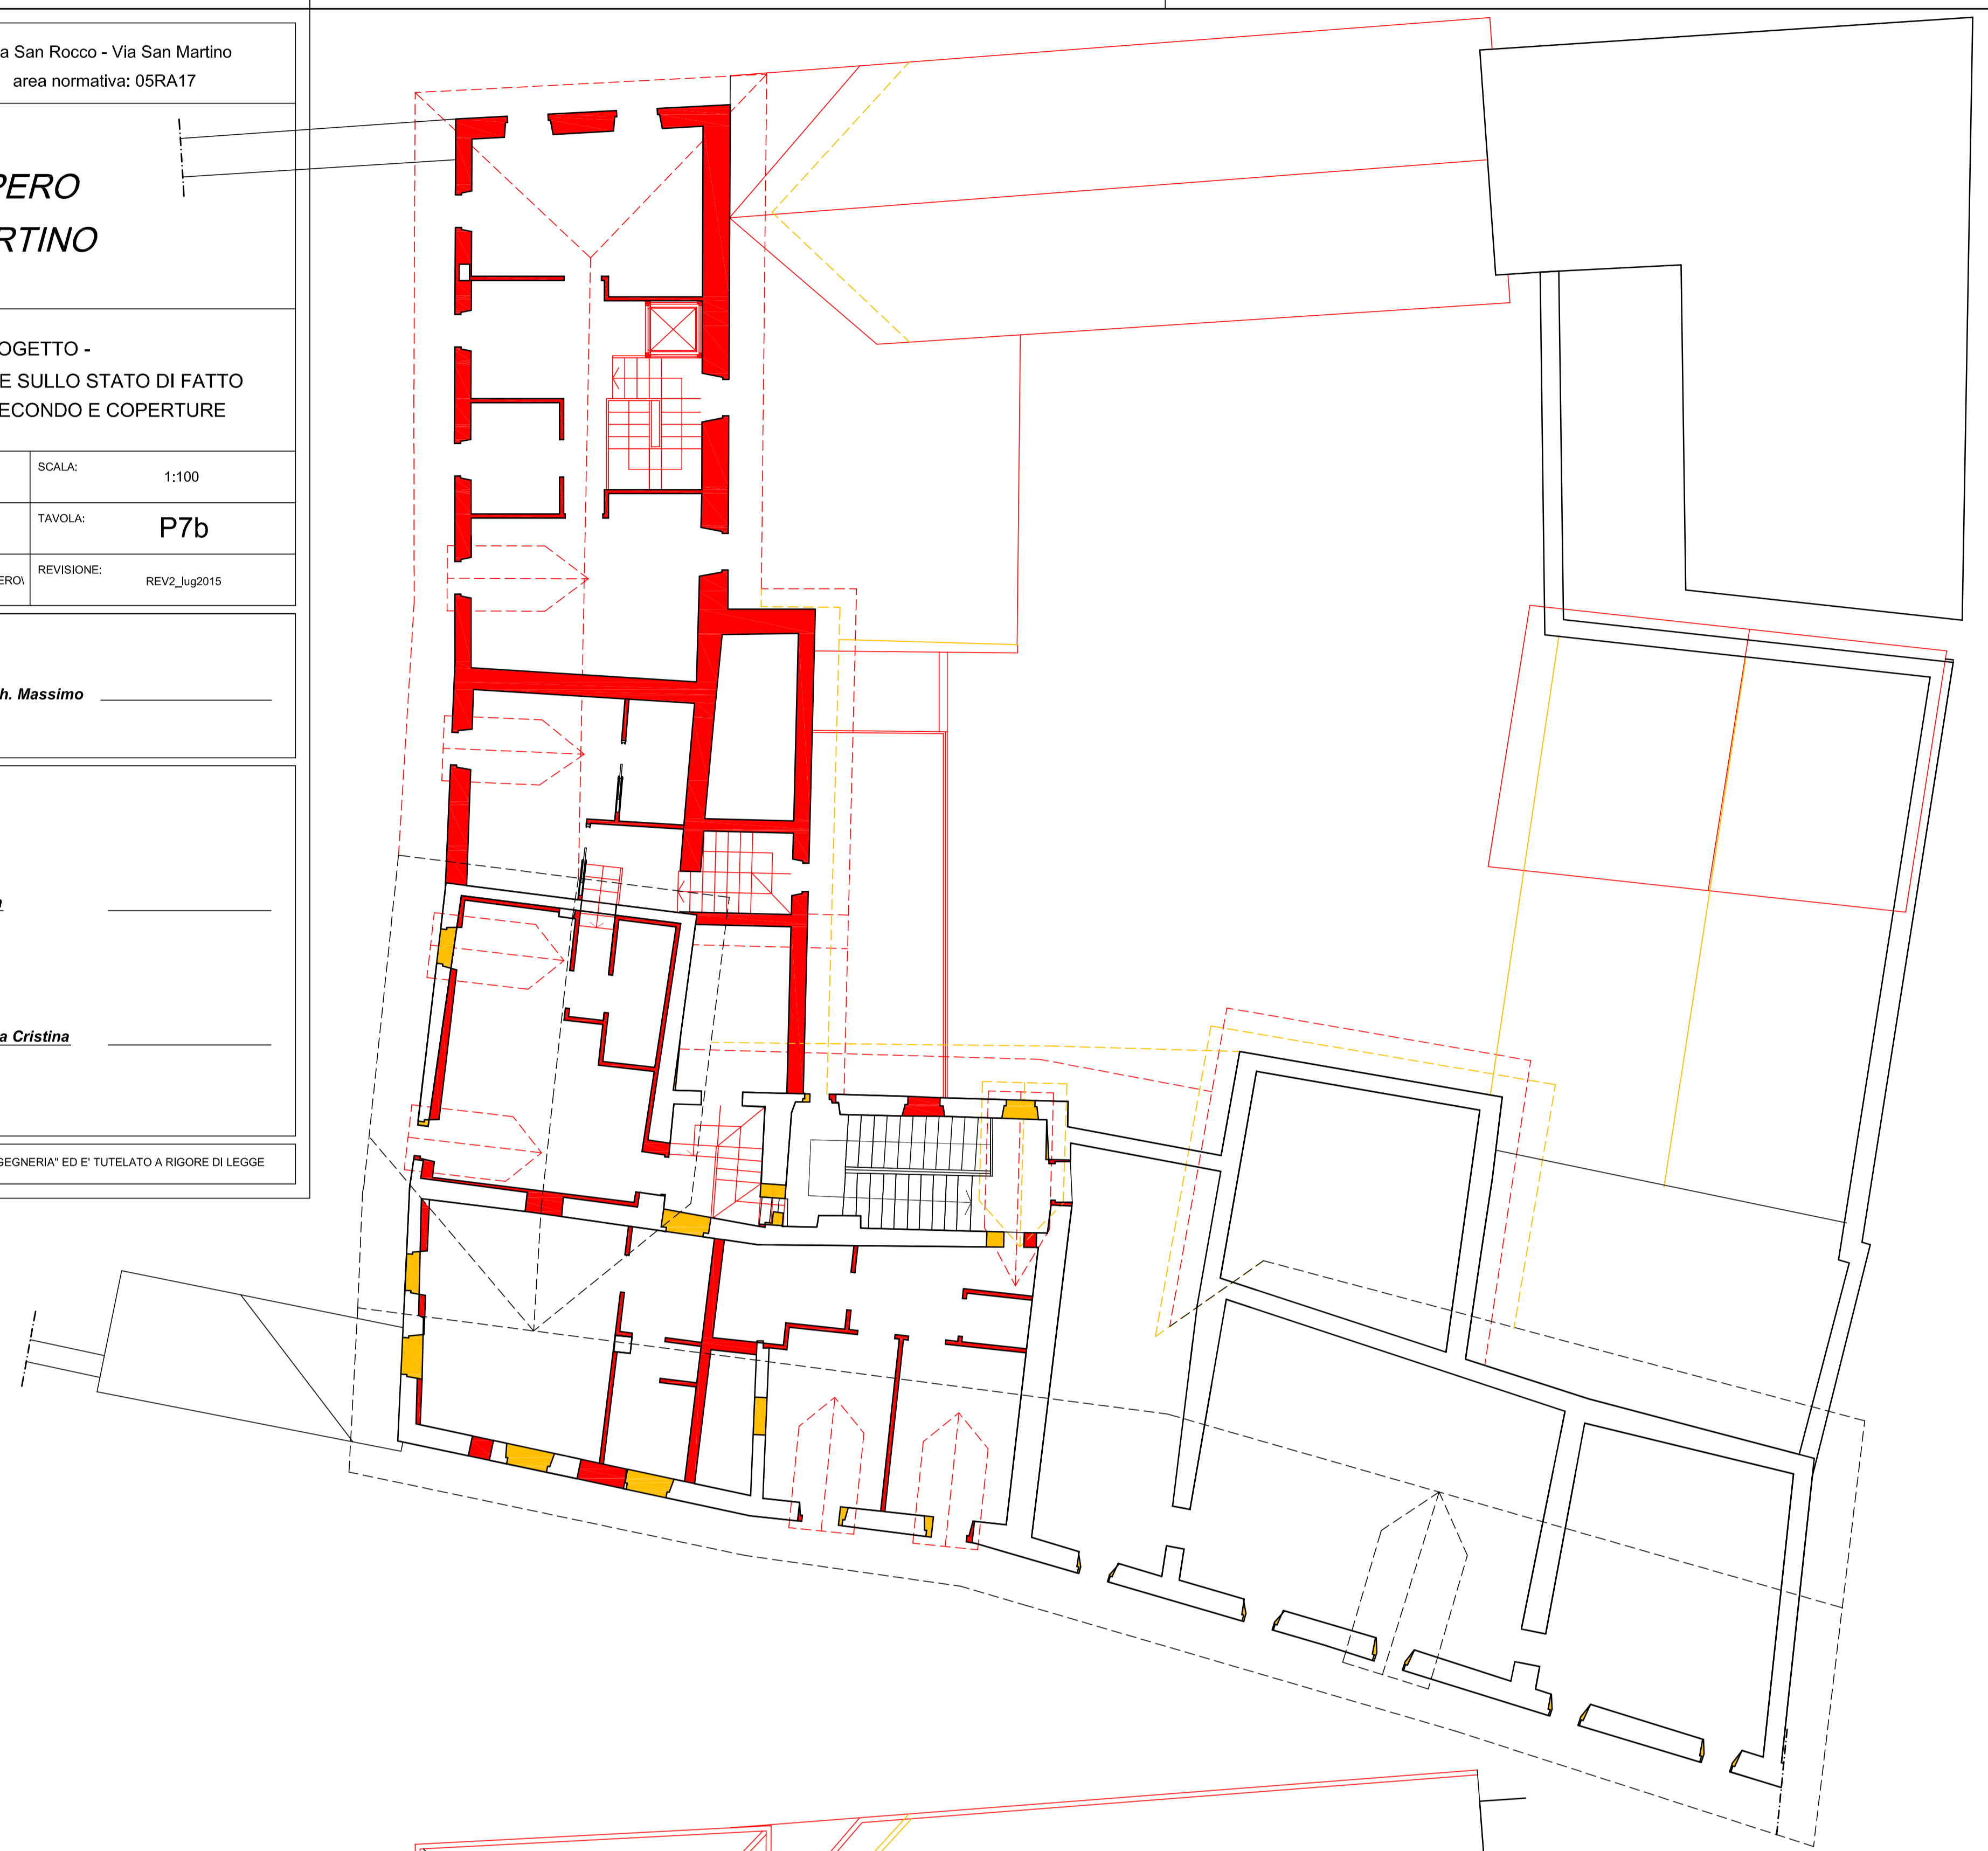 a San Rocco - Via San Martino
area normativa: 05RA17
PERO
RTINO
OGETTO -
E SULLO STATO DI FATTO
ECONDO E COPERTURE
SCALA:
1:100
TAVOLA:
P7b
ERO\
REVISIONE:
REV2_lug2015
h. Massimo
a Cristina
EGNERIA" ED E' TUTELATO A RIGORE DI LEGGE